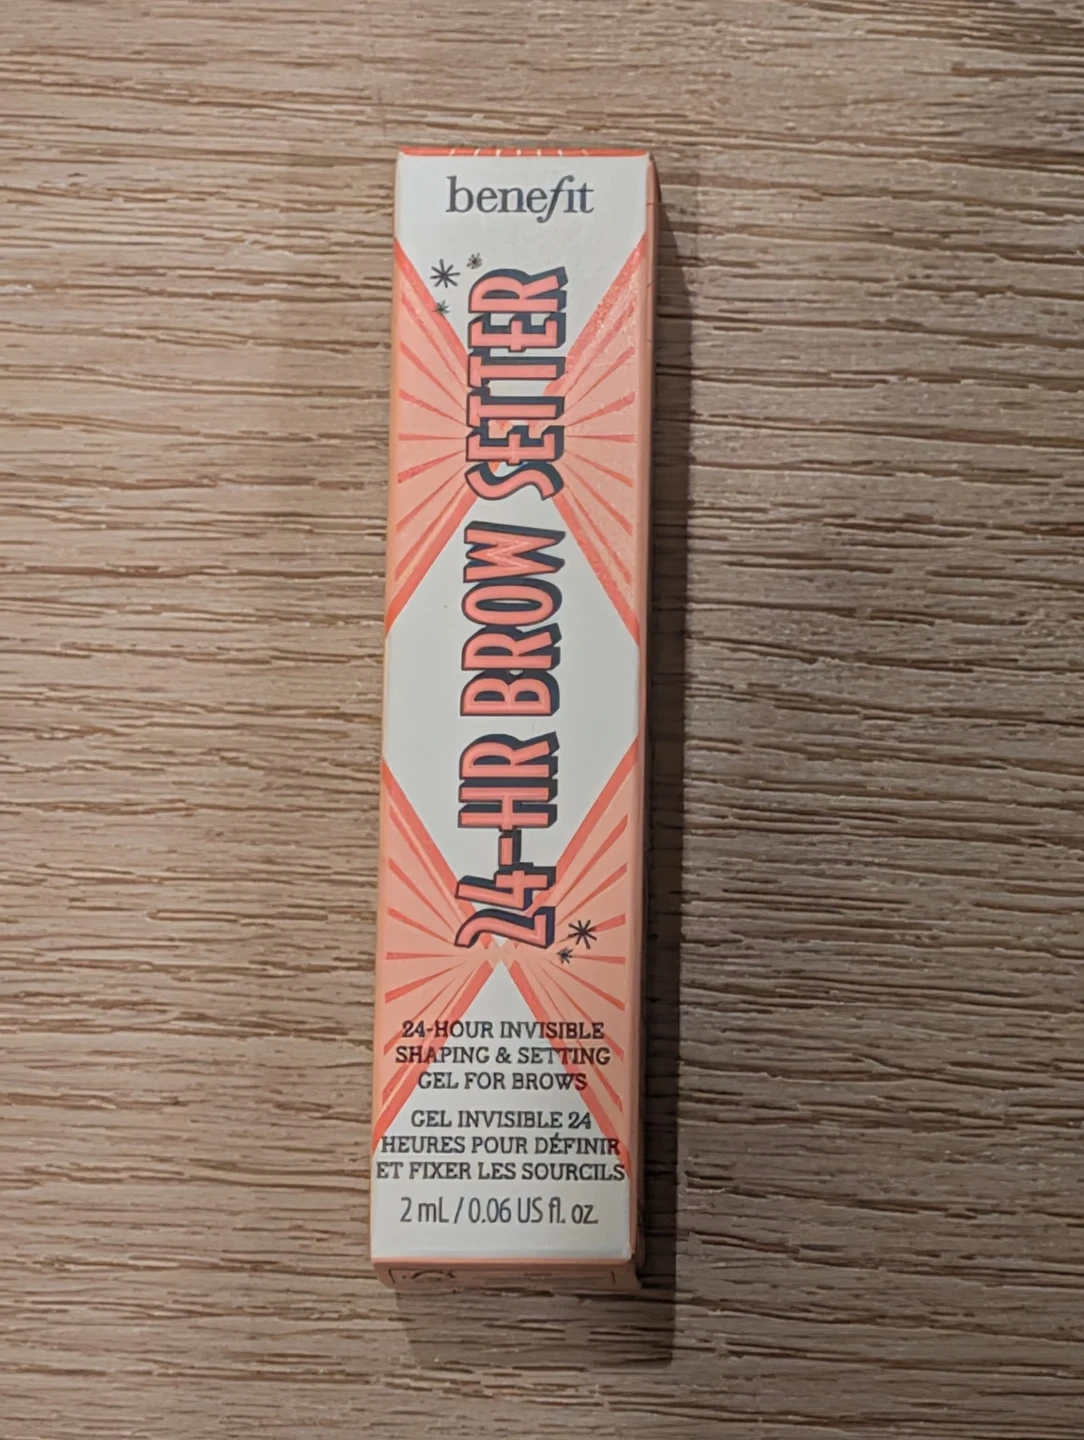 benefit
24-HR BROW SETTER
24-HOUR INVISIBLE
SHAPING & SETTING
GEL FOR BROWS
GEL INVISIBLE 24
HEURES POUR DÉFINIR
ET FIXER LES SOURCILS
2 mL / 0.06 US fl. oz.